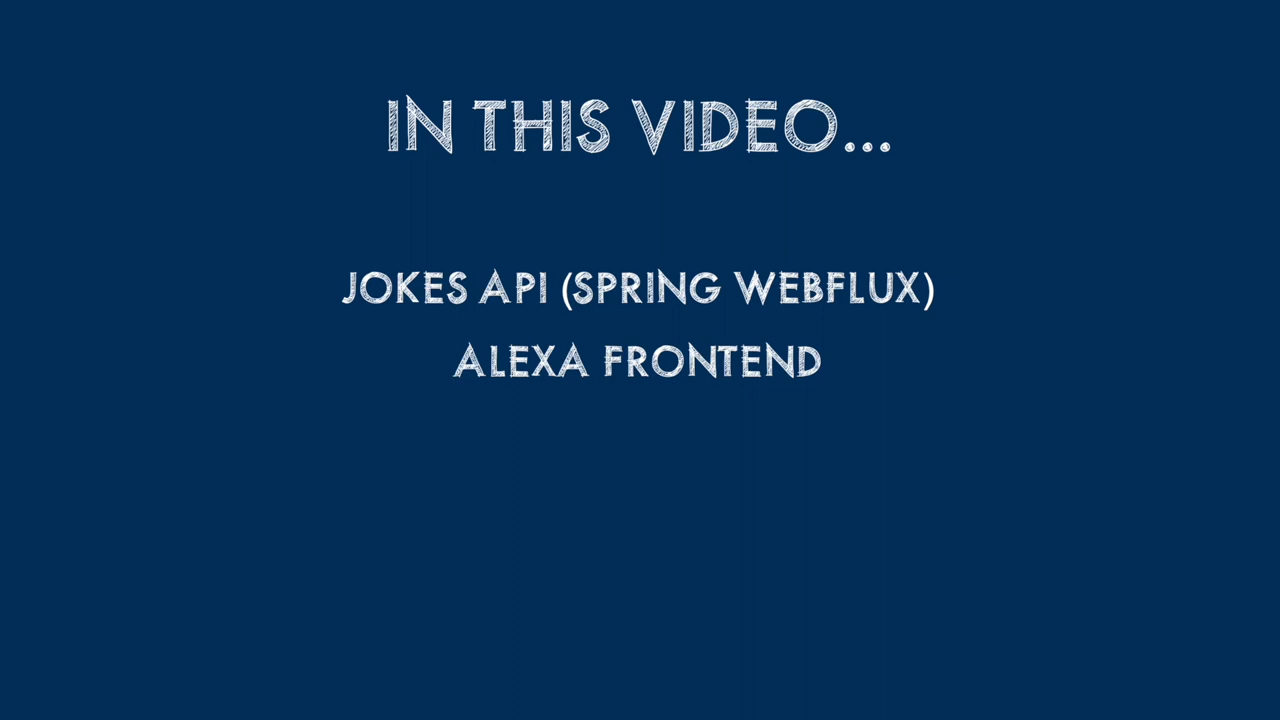 IN THIS VIDEO...
JOKES API (SPRING WEBFLUX)
ALEXA FRONTEND